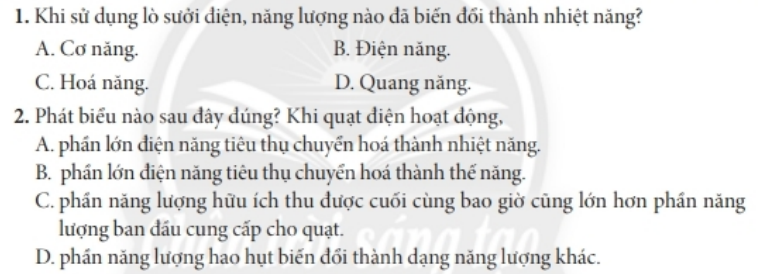 1. Khi sử dụng lò sưởi điện, năng lượng nào đã biến đổi thành nhiệt năng?
A. Cơ năng. B. Điện năng.
C. Hoá năng. D. Quang năng.
2. Phát biểu nào sau đây đúng? Khi quạt điện hoạt động,
A. phần lớn điện năng tiêu thụ chuyển hoá thành nhiệt năng.
B. phần lớn điện năng tiêu thụ chuyển hoá thành thế năng.
C. phần năng lượng hữu ích thu được cuối cùng bao giờ cũng lớn hơn phần năng
lượng ban đầu cung cấp cho quạt.
D. phần năng lượng hao hụt biến đổi thành dạng năng lượng khác.
Chân trời sáng tạo